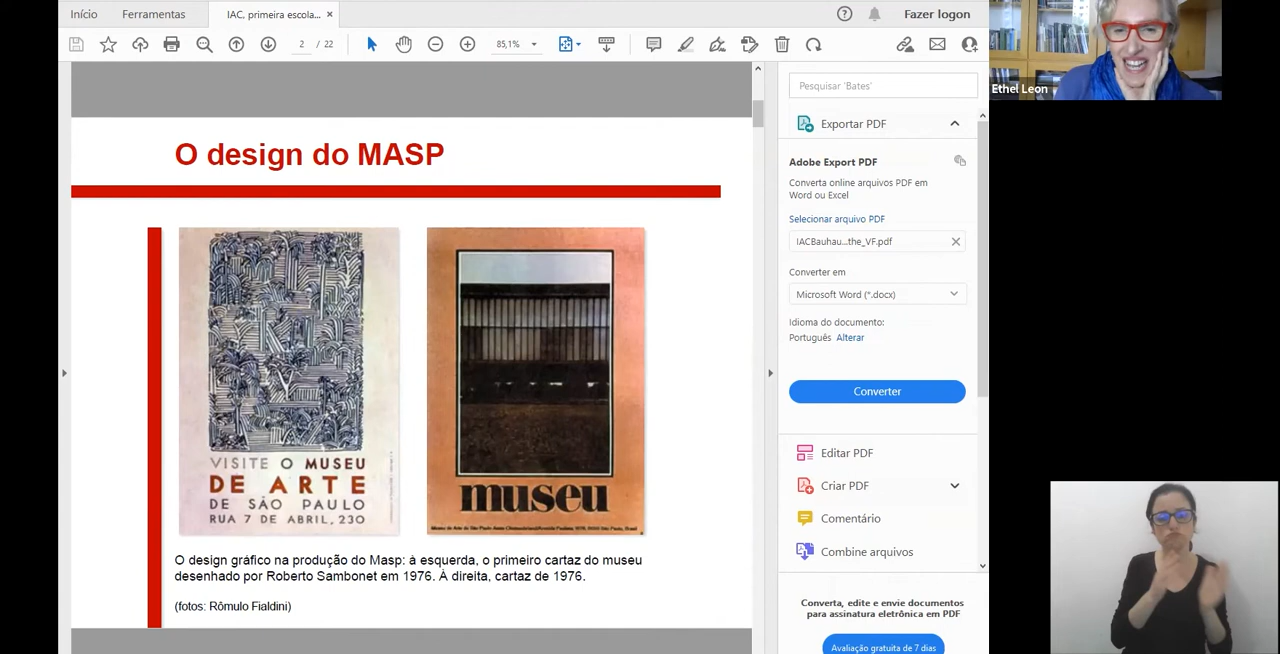 Início Ferramentas IAC, primeira escola... × Fazer logon
2 / 22 85,1%
Ethel Leon
O design do MASP
VISITE O MUSEU
DE ARTE
DE SÃO PAULO
RUA 7 DE ABRIL, 230
museu
O design gráfico na produção do Masp: à esquerda, o primeiro cartaz do museu
desenhado por Roberto Sambonet em 1976. À direita, cartaz de 1976.
(fotos: Rômulo Fialdini)
Pesquisar 'Bates'
Exportar PDF
Adobe Export PDF
Converta online arquivos PDF em
Word ou Excel
Selecionar arquivo PDF
IACBauhau...the_VF.pdf
Converter em
Microsoft Word (*.docx)
Idioma do documento:
Português Alterar
Converter
Editar PDF
Criar PDF
Comentário
Combine arquivos
Converta, edite e envie documentos
para assinatura eletrônica em PDF
Avaliação gratuita de 7 dias